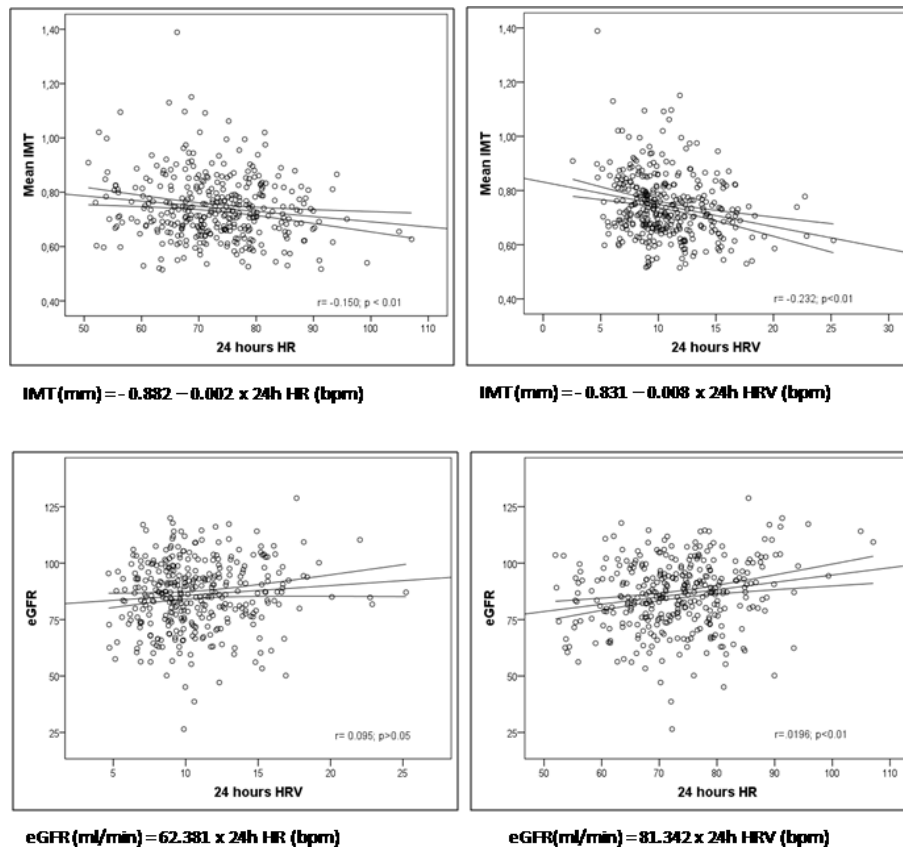 1,40
1,20
1,00
0,80
0,60
0,40
Mean IMT
r= -0.150; p < 0.01
50 60 70 80 90 100 110
24 hours HR
1,40
1,20
1,00
0,80
0,60
0,40
Mean IMT
r= -0.232; p<0.01
0 5 10 15 20 25 30
24 hours HRV
IMT (mm) = - 0.882 – 0.002 x 24h HR (bpm)
IMT (mm) = - 0.831 – 0.008 x 24h HRV (bpm)
125
100
75
50
25
eGFR
r= 0.095; p>0.05
5 10 15 20 25
24 hours HRV
125
100
75
50
25
eGFR
r=.0196; p<0.01
50 60 70 80 90 100 110
24 hours HR
eGFR (ml/min) = 62.381 x 24h HR (bpm)
eGFR (ml/min) = 81.342 x 24h HRV (bpm)